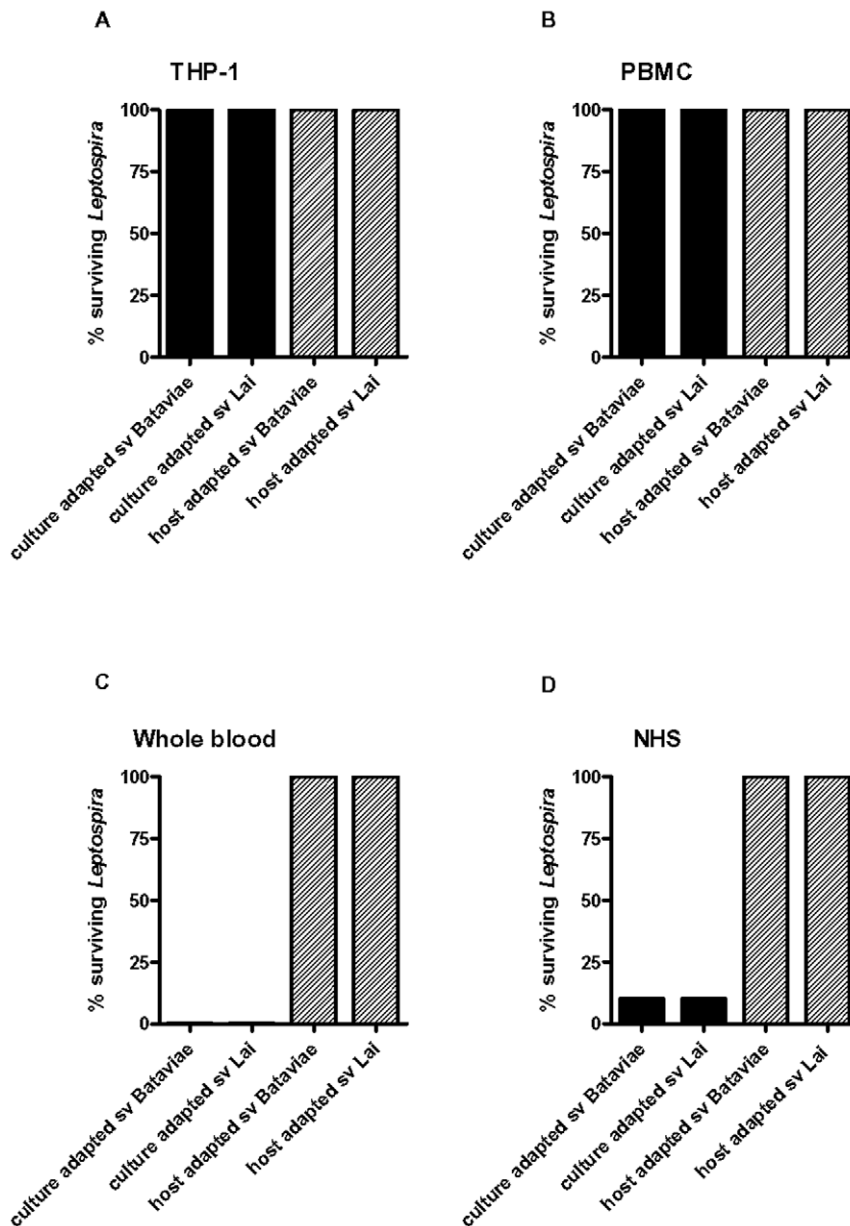 A
THP-1
% surviving Leptospira
100
75
50
25
0
culture adapted sv Bataviae
culture adapted sv Lai
host adapted sv Bataviae
host adapted sv Lai
B
PBMC
% surviving Leptospira
100
75
50
25
0
culture adapted sv Bataviae
culture adapted sv Lai
host adapted sv Bataviae
host adapted sv Lai
C
Whole blood
% surviving Leptospira
100
75
50
25
0
culture adapted sv Bataviae
culture adapted sv Lai
host adapted sv Bataviae
host adapted sv Lai
D
NHS
% surviving Leptospira
100
75
50
25
0
culture adapted sv Bataviae
culture adapted sv Lai
host adapted sv Bataviae
host adapted sv Lai